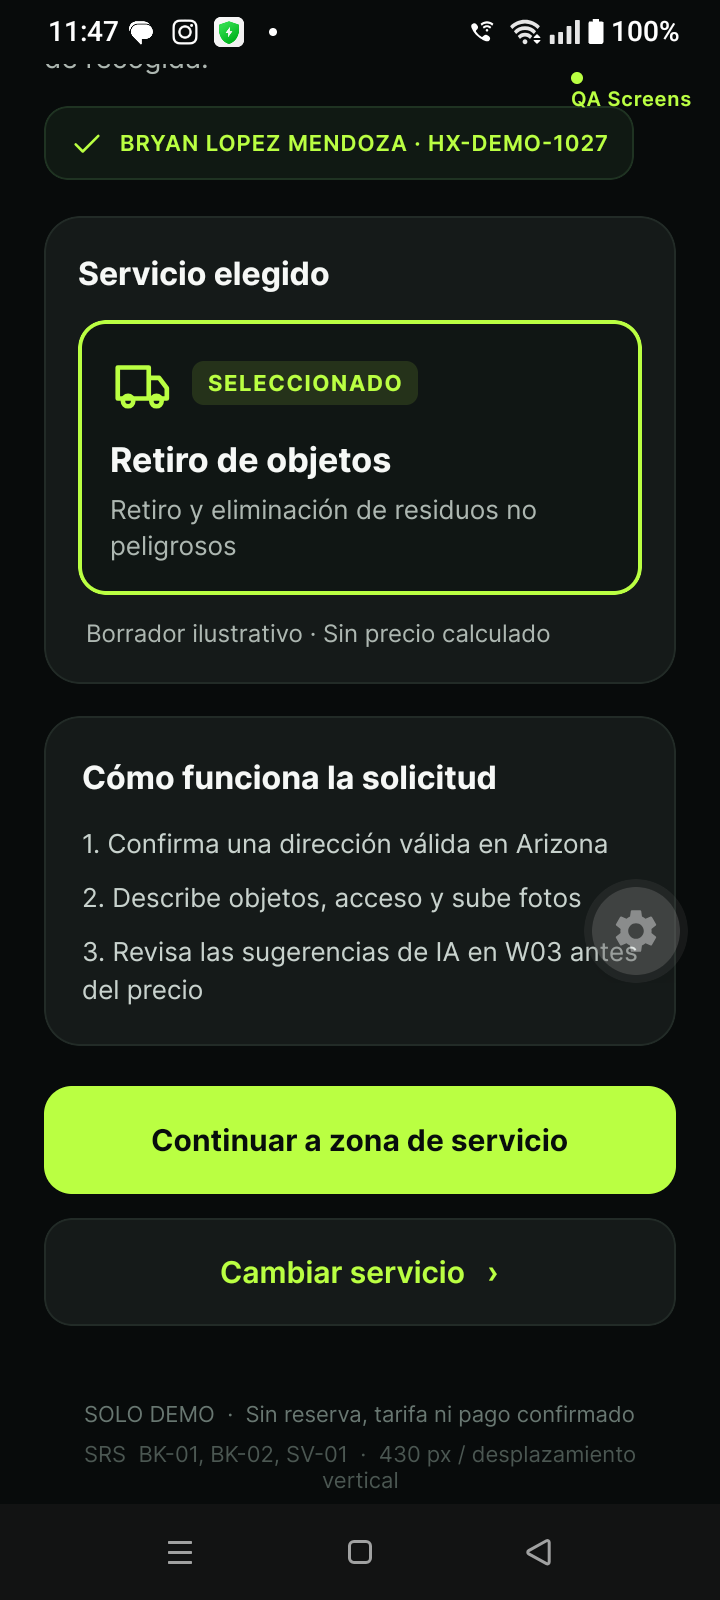 11:47
100%
de recogida.
QA Screens
BRYAN LOPEZ MENDOZA · HX-DEMO-1027
Servicio elegido
SELECCIONADO
Retiro de objetos
Retiro y eliminación de residuos no
peligrosos
Borrador ilustrativo · Sin precio calculado
Cómo funciona la solicitud
1. Confirma una dirección válida en Arizona
2. Describe objetos, acceso y sube fotos
3. Revisa las sugerencias de IA en W03 antes
del precio
Continuar a zona de servicio
Cambiar servicio ›
SOLO DEMO · Sin reserva, tarifa ni pago confirmado
SRS BK-01, BK-02, SV-01 · 430 px / desplazamiento
vertical